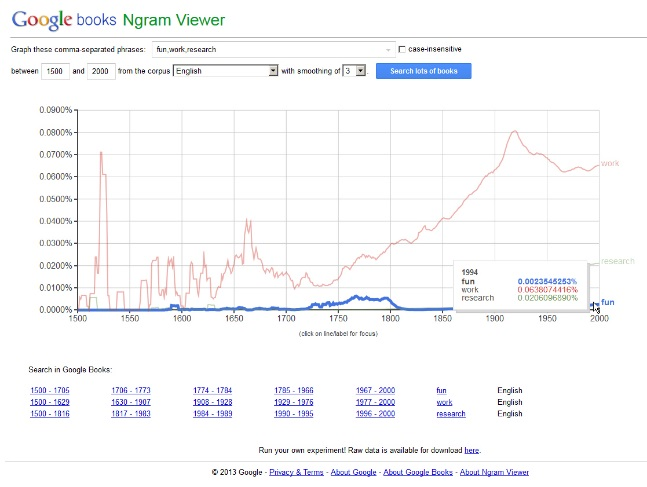 Google books Ngram Viewer
Graph these comma-separated phrases: fun,work,research case-insensitive
between 1500 and 2000 from the corpus English with smoothing of 3 Search lots of books
0.0900%
0.0800%
0.0700%
work
0.0600%
0.0500%
0.0400%
0.0300%
research
0.0200%
1994
fun 0.0023545253%
work 0.0638074416%
research 0.0206096890%
0.0100%
fun
0.0000%
1500 1550 1600 1650 1700 1750 1800 1950 2000
(click on line/label for focus)
Search in Google Books:
1500 - 1705 1706 - 1773 1774 - 1784 1785 - 1966 1967 - 2000 fun English
1500 - 1629 1630 - 1907 1908 - 1928 1929 - 1976 1977 - 2000 work English
1500 - 1816 1817 - 1983 1984 - 1989 1990 - 1995 1996 - 2000 research English
Run your own experiment! Raw data is available for download here.
© 2013 Google - Privacy & Terms - About Google - About Google Books - About Ngram Viewer